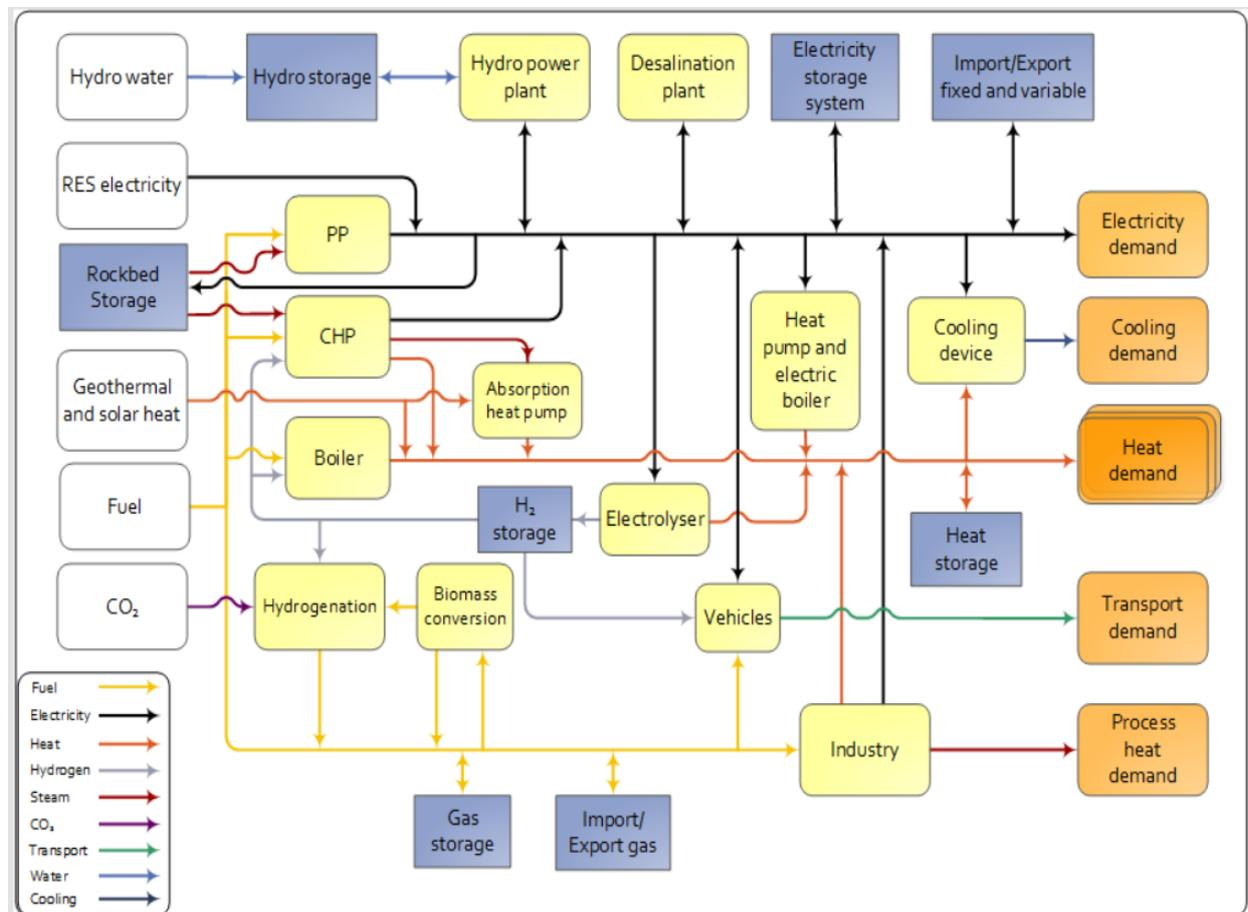 Hydro water
Hydro storage
Hydro power
plant
Desalination
plant
Electricity
storage
system
Import/Export
fixed and variable
RES electricity
PP
Electricity
demand
Rockbed
Storage
CHP
Heat
pump and
electric
boiler
Cooling
device
Cooling
demand
Geothermal
and solar heat
Absorption
heat pump
Boiler
Heat
demand
Fuel
H₂
storage
Electrolyser
Heat
storage
CO₂
Hydrogenation
Biomass
conversion
Vehicles
Transport
demand
Industry
Process
heat
demand
Gas
storage
Import/
Export gas
Fuel
Electricity
Heat
Hydrogen
Steam
CO₂
Transport
Water
Cooling